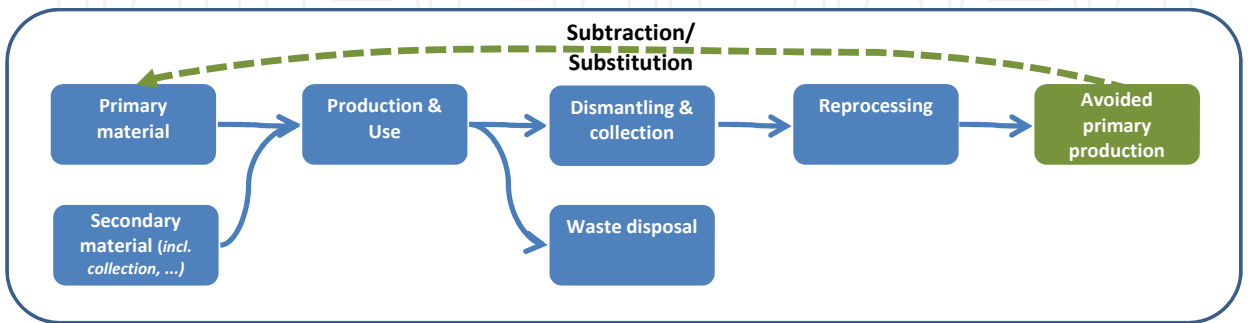 Subtraction/
Substitution
Primary
material
Production &
Use
Dismantling &
collection
Reprocessing
Avoided
primary
production
Secondary
material (incl.
collection, ...)
Waste disposal